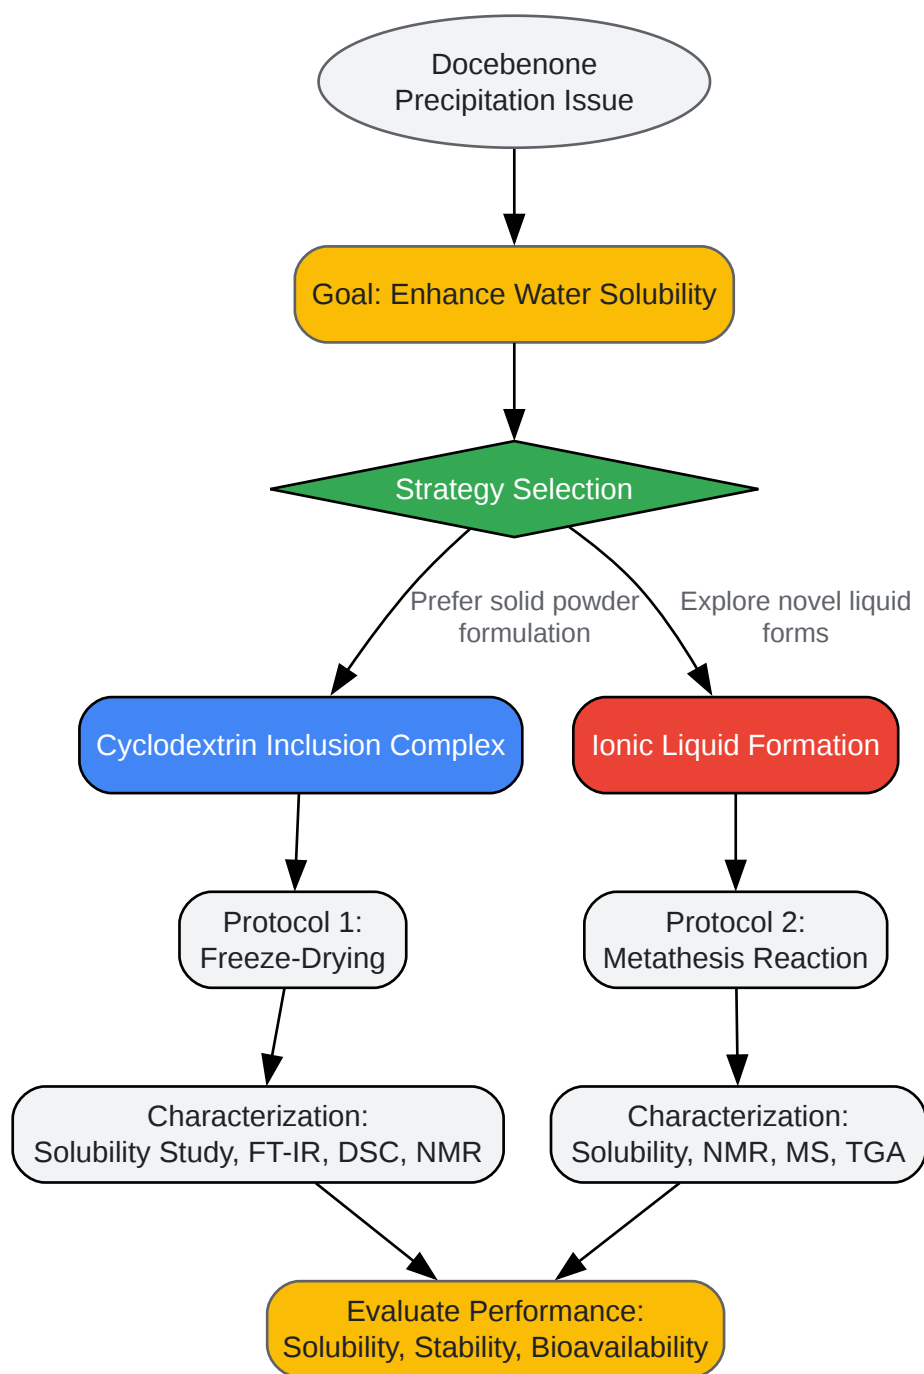 Docebenone
Precipitation Issue
Goal: Enhance Water Solubility
Strategy Selection
Prefer solid powder
formulation
Explore novel liquid
forms
Cyclodextrin Inclusion Complex
Ionic Liquid Formation
Protocol 1:
Freeze-Drying
Protocol 2:
Metathesis Reaction
Characterization:
Solubility Study, FT-IR, DSC, NMR
Characterization:
Solubility, NMR, MS, TGA
Evaluate Performance:
Solubility, Stability, Bioavailability